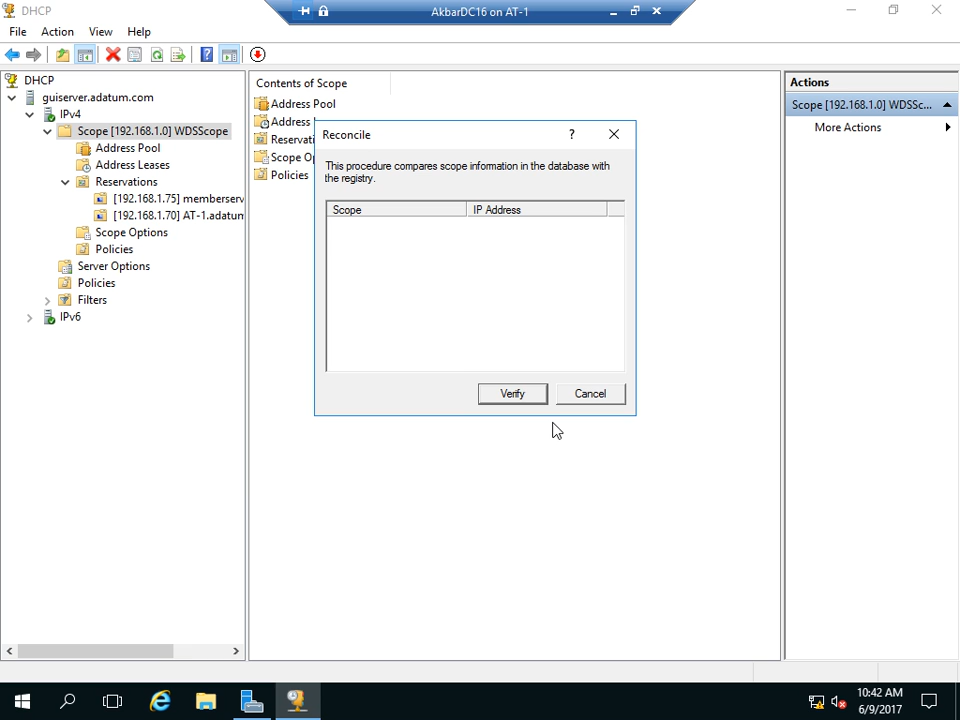 DHCP
AkbarDC16 on AT-1
File Action View Help
DHCP
guiserver.adatum.com
IPv4
Scope [192.168.1.0] WDSScope
Address Pool
Address Leases
Reservations
[192.168.1.75] memberserv
[192.168.1.70] AT-1.adatum
Scope Options
Policies
Server Options
Policies
Filters
IPv6
Contents of Scope
Address Pool
Address
Reservati
Scope Op
Policies
Reconcile
?
This procedure compares scope information in the database with
the registry.
Scope IP Address
Verify Cancel
Actions
Scope [192.168.1.0] WDSSc...
More Actions
10:42 AM
6/9/2017